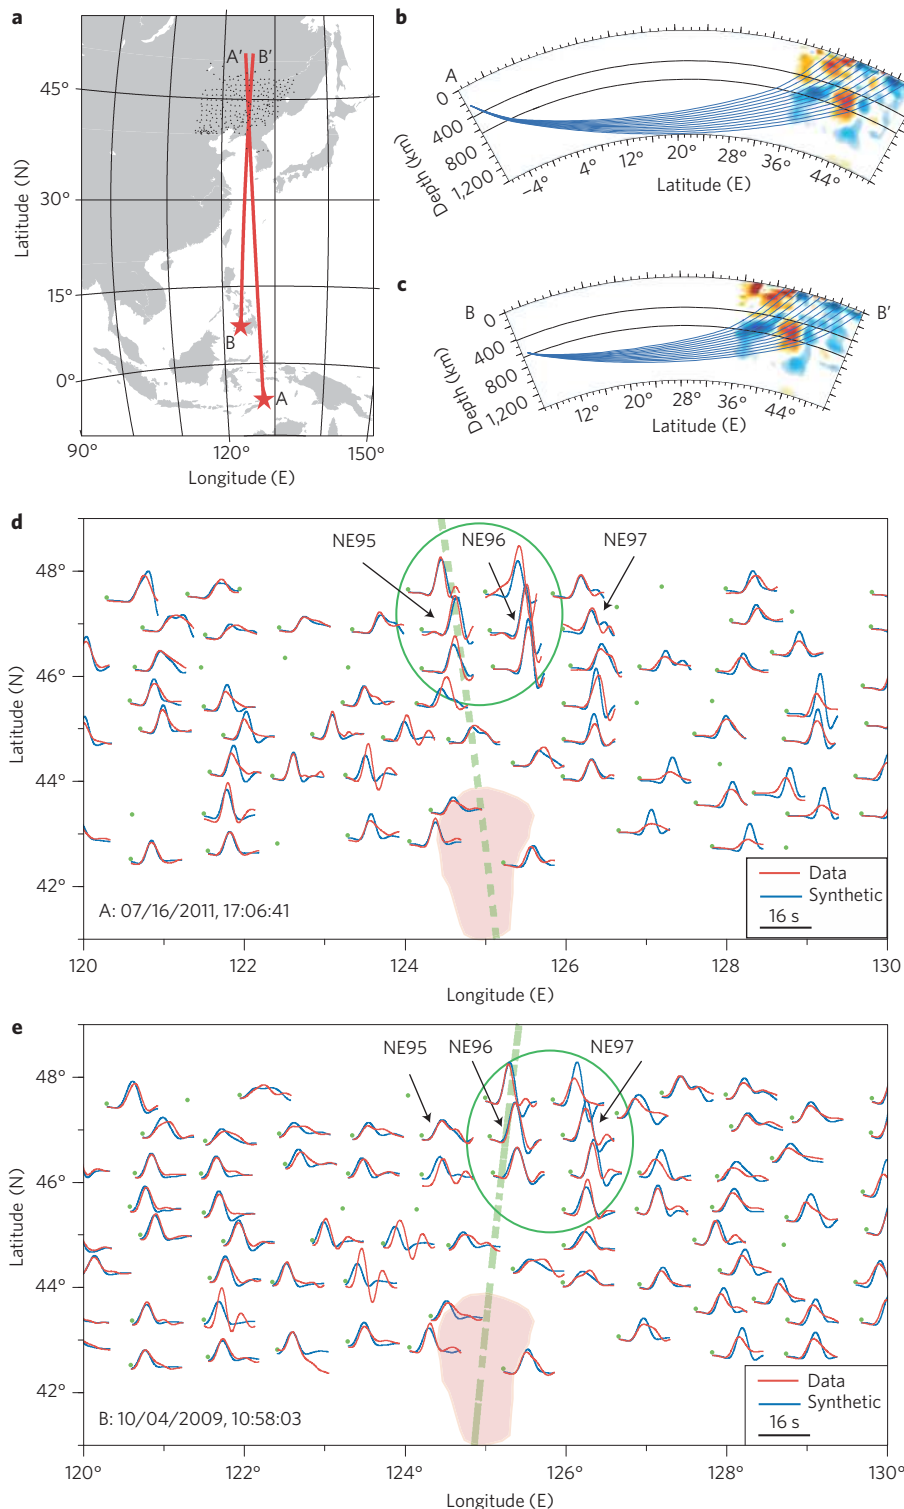 a
A′ B′
45°
30°
15°
0°
B
A
90° 120° 150°
Latitude (N)
Longitude (E)
b
A
0
400
800
1,200
Depth (km)
−4° 4° 12° 20° 28° 36° 44°
Latitude (E)
c
B B′
0
400
800
1,200
Depth (km)
12° 20° 28° 36° 44°
Latitude (E)
d
NE95 NE96 NE97
48°
46°
44°
42°
Latitude (N)
Data
Synthetic
16 s
A: 07/16/2011, 17:06:41
120 122 124 126 128 130
Longitude (E)
e
NE95 NE96 NE97
48°
46°
44°
42°
Latitude (N)
Data
Synthetic
16 s
B: 10/04/2009, 10:58:03
120° 122° 124° 126° 128° 130°
Longitude (E)